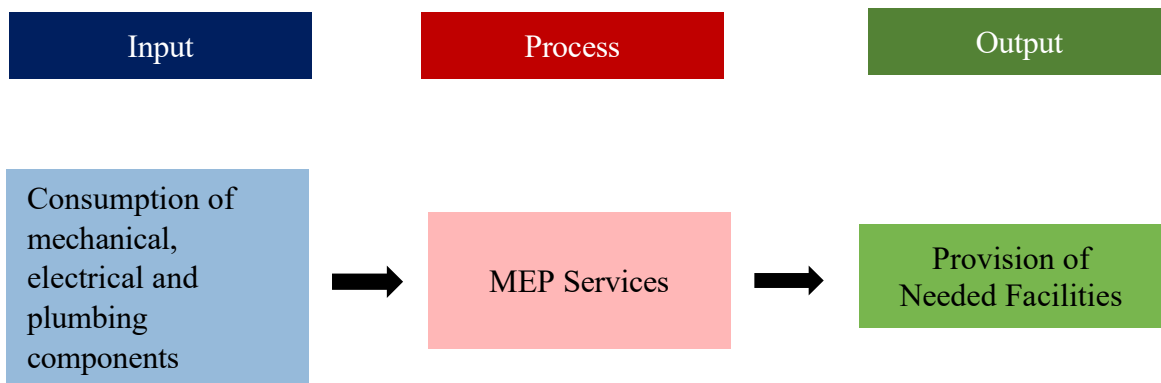 Input
Process
Output
Consumption of
mechanical,
electrical and
plumbing
components
MEP Services
Provision of
Needed Facilities